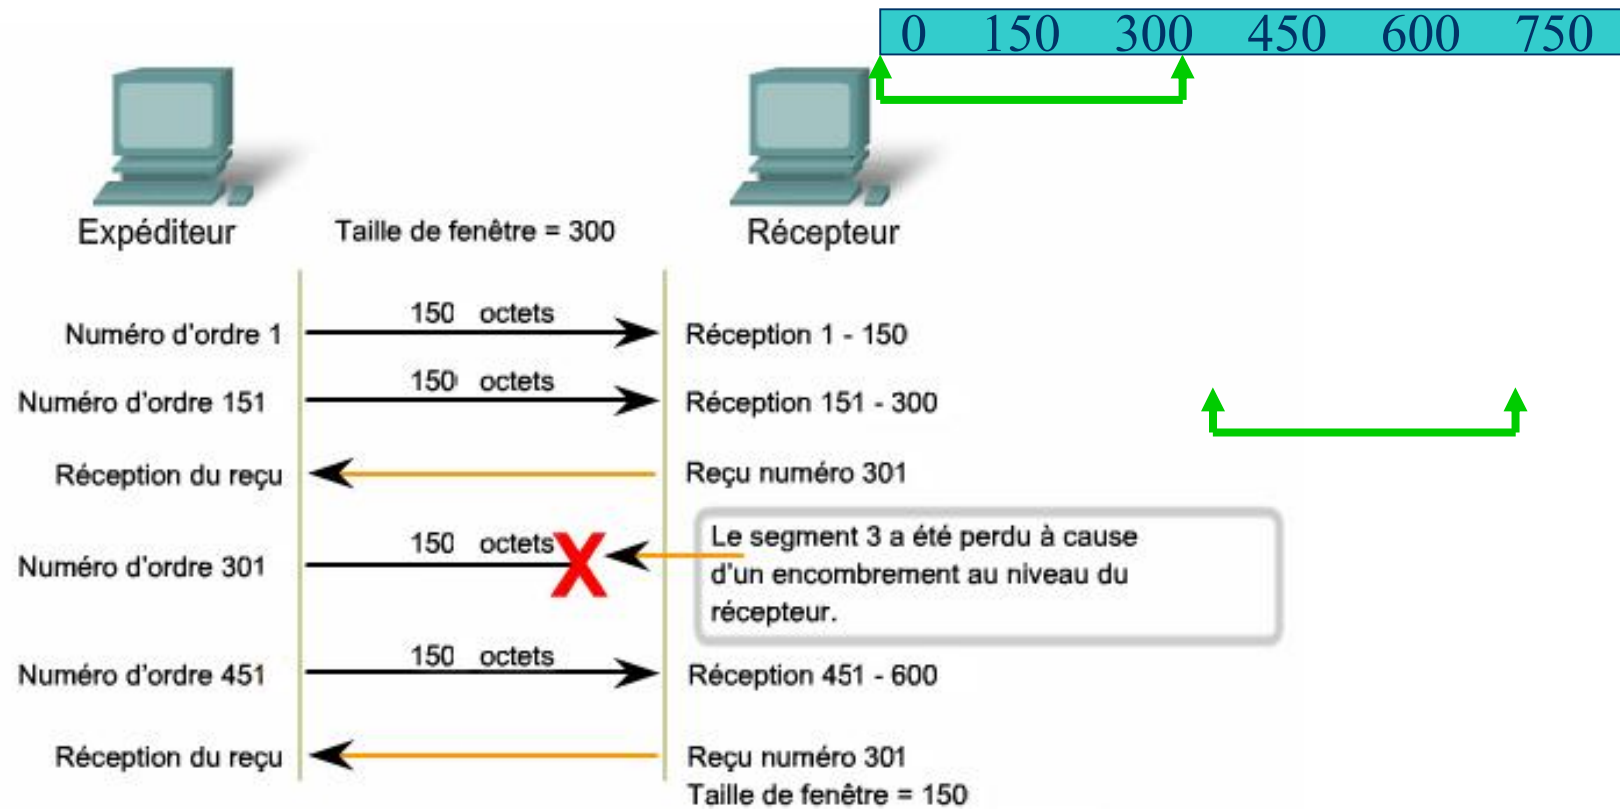 0 150 300 450 600 750
Expéditeur
Taille de fenêtre = 300
Récepteur
Numéro d'ordre 1
150 octets
Réception 1 - 150
Numéro d'ordre 151
150 octets
Réception 151 - 300
Réception du reçu
Reçu numéro 301
Numéro d'ordre 301
150 octets
X
Le segment 3 a été perdu à cause
d'un encombrement au niveau du
récepteur.
Numéro d'ordre 451
150 octets
Réception 451 - 600
Réception du reçu
Reçu numéro 301
Taille de fenêtre = 150